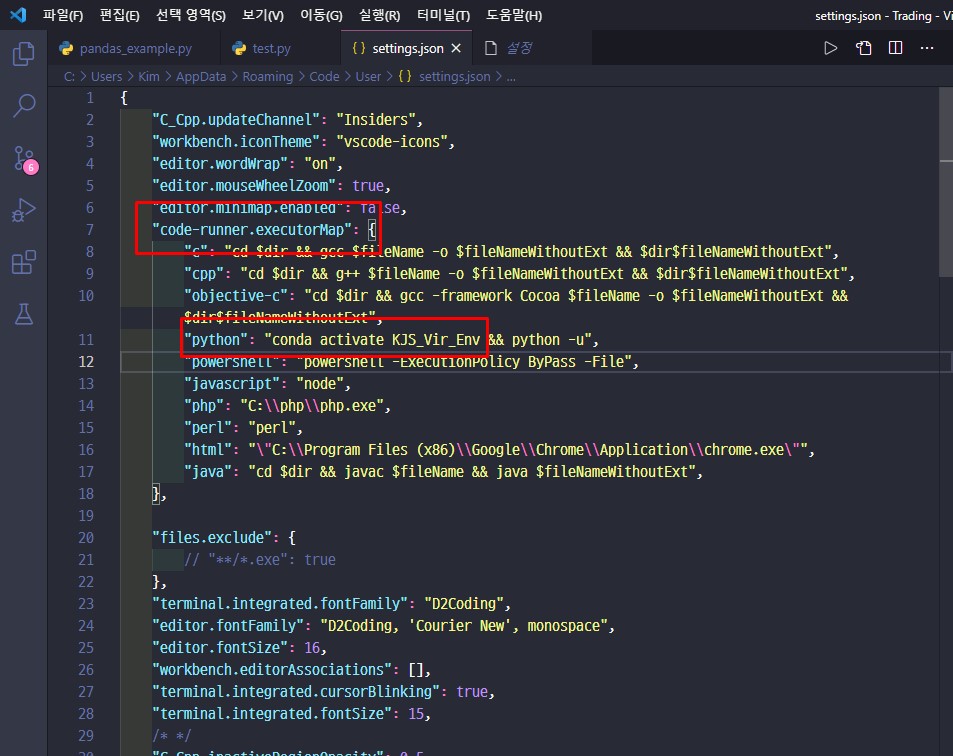 파일(F) 편집(E) 선택 영역(S) 보기(V) 이동(G) 실행(R) 터미널(T) 도움말(H) settings.json - Trading - Vi
pandas_example.py test.py {} settings.json × 설정 ···
C: > Users > Kim > AppData > Roaming > Code > User > {} settings.json > ...
1 {
2 "C_Cpp.updateChannel": "Insiders",
3 "workbench.iconTheme": "vscode-icons",
4 "editor.wordWrap": "on",
5 "editor.mouseWheelZoom": true,
6 "editor.minimap.enabled": false,
7 "code-runner.executorMap": {
8 "c": "cd $dir && gcc $fileName -o $fileNameWithoutExt && $dir$fileNameWithoutExt",
9 "cpp": "cd $dir && g++ $fileName -o $fileNameWithoutExt && $dir$fileNameWithoutExt",
10 "objective-c": "cd $dir && gcc -framework Cocoa $fileName -o $fileNameWithoutExt &&
$dir$fileNameWithoutExt",
11 "python": "conda activate KJS_Vir_Env && python -u",
12 "powershell": "powershell -ExecutionPolicy ByPass -File",
13 "javascript": "node",
14 "php": "C:\\php\\php.exe",
15 "perl": "perl",
16 "html": "\"C:\\Program Files (x86)\\Google\\Chrome\\Application\\chrome.exe\"",
17 "java": "cd $dir && javac $fileName && java $fileNameWithoutExt",
18 },
19
20 "files.exclude": {
21 // "**/*.exe": true
22 },
23 "terminal.integrated.fontFamily": "D2Coding",
24 "editor.fontFamily": "D2Coding, 'Courier New', monospace",
25 "editor.fontSize": 16,
26 "workbench.editorAssociations": [],
27 "terminal.integrated.cursorBlinking": true,
28 "terminal.integrated.fontSize": 15,
29 /* */
30 "C_Cpp.inactiveRegionOpacity": 0.5,
6